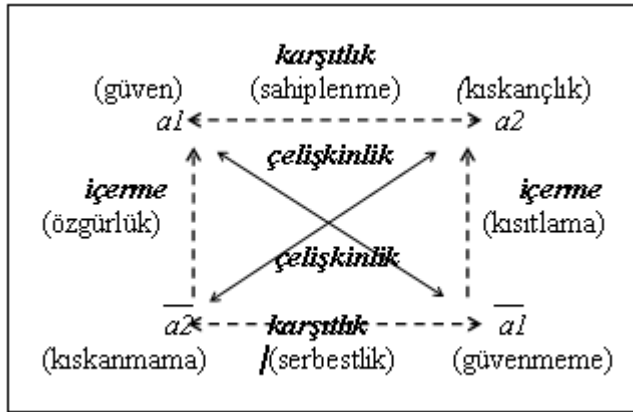 karşıtlık
(güven) (sahiplenme) (kıskançlık)
a1 a2
çelişkinlik
içerme içerme
(özgürlük) (kısıtlama)
çelişkinlik
a2 karşıtlık a1
(kıskanmama) /(serbestlik) (güvenmeme)